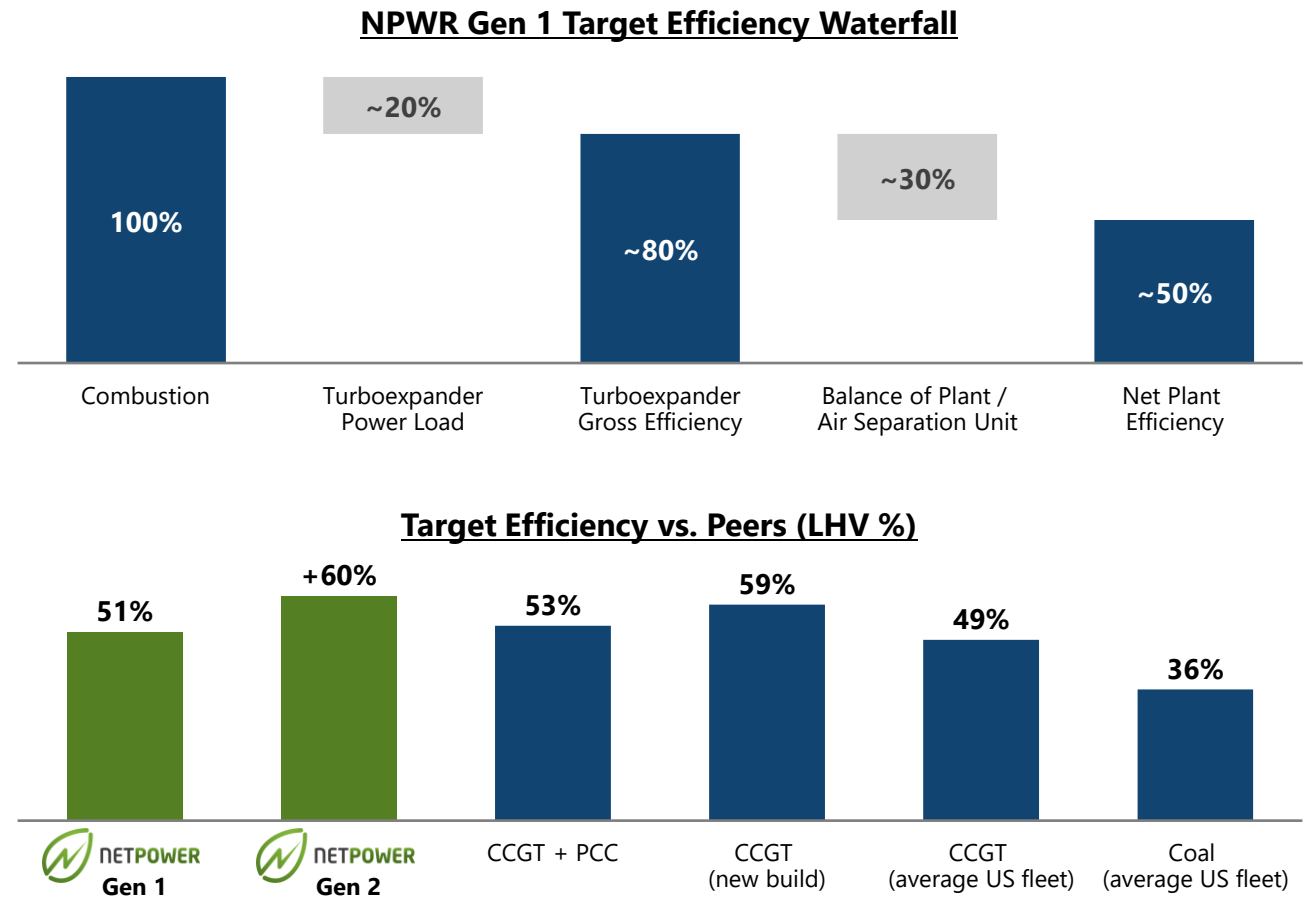 NPWR Gen 1 Target Efficiency Waterfall
100%
~20%
~80%
~30%
~50%
Combustion
Turboexpander
Power Load
Turboexpander
Gross Efficiency
Balance of Plant /
Air Separation Unit
Net Plant
Efficiency
Target Efficiency vs. Peers (LHV %)
51%
+60%
53%
59%
49%
36%
NETPOWER
Gen 1
NETPOWER
Gen 2
CCGT + PCC
CCGT
(new build)
CCGT
(average US fleet)
Coal
(average US fleet)